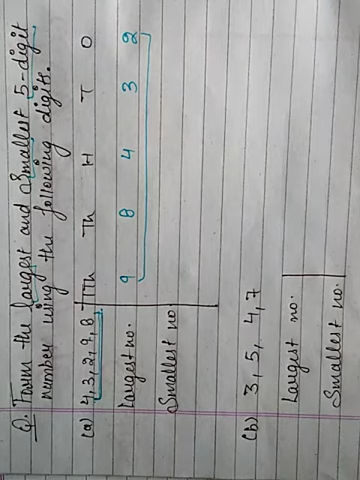 Q. Form the largest and smallest 5-digit
number using the following digits.
(a) 4,3,2,9,8 TTh Th H T O
Largest no. 9 8 4 3 2
Smallest no.
(b) 3, 5, 4, 7
Largest no.
Smallest no.